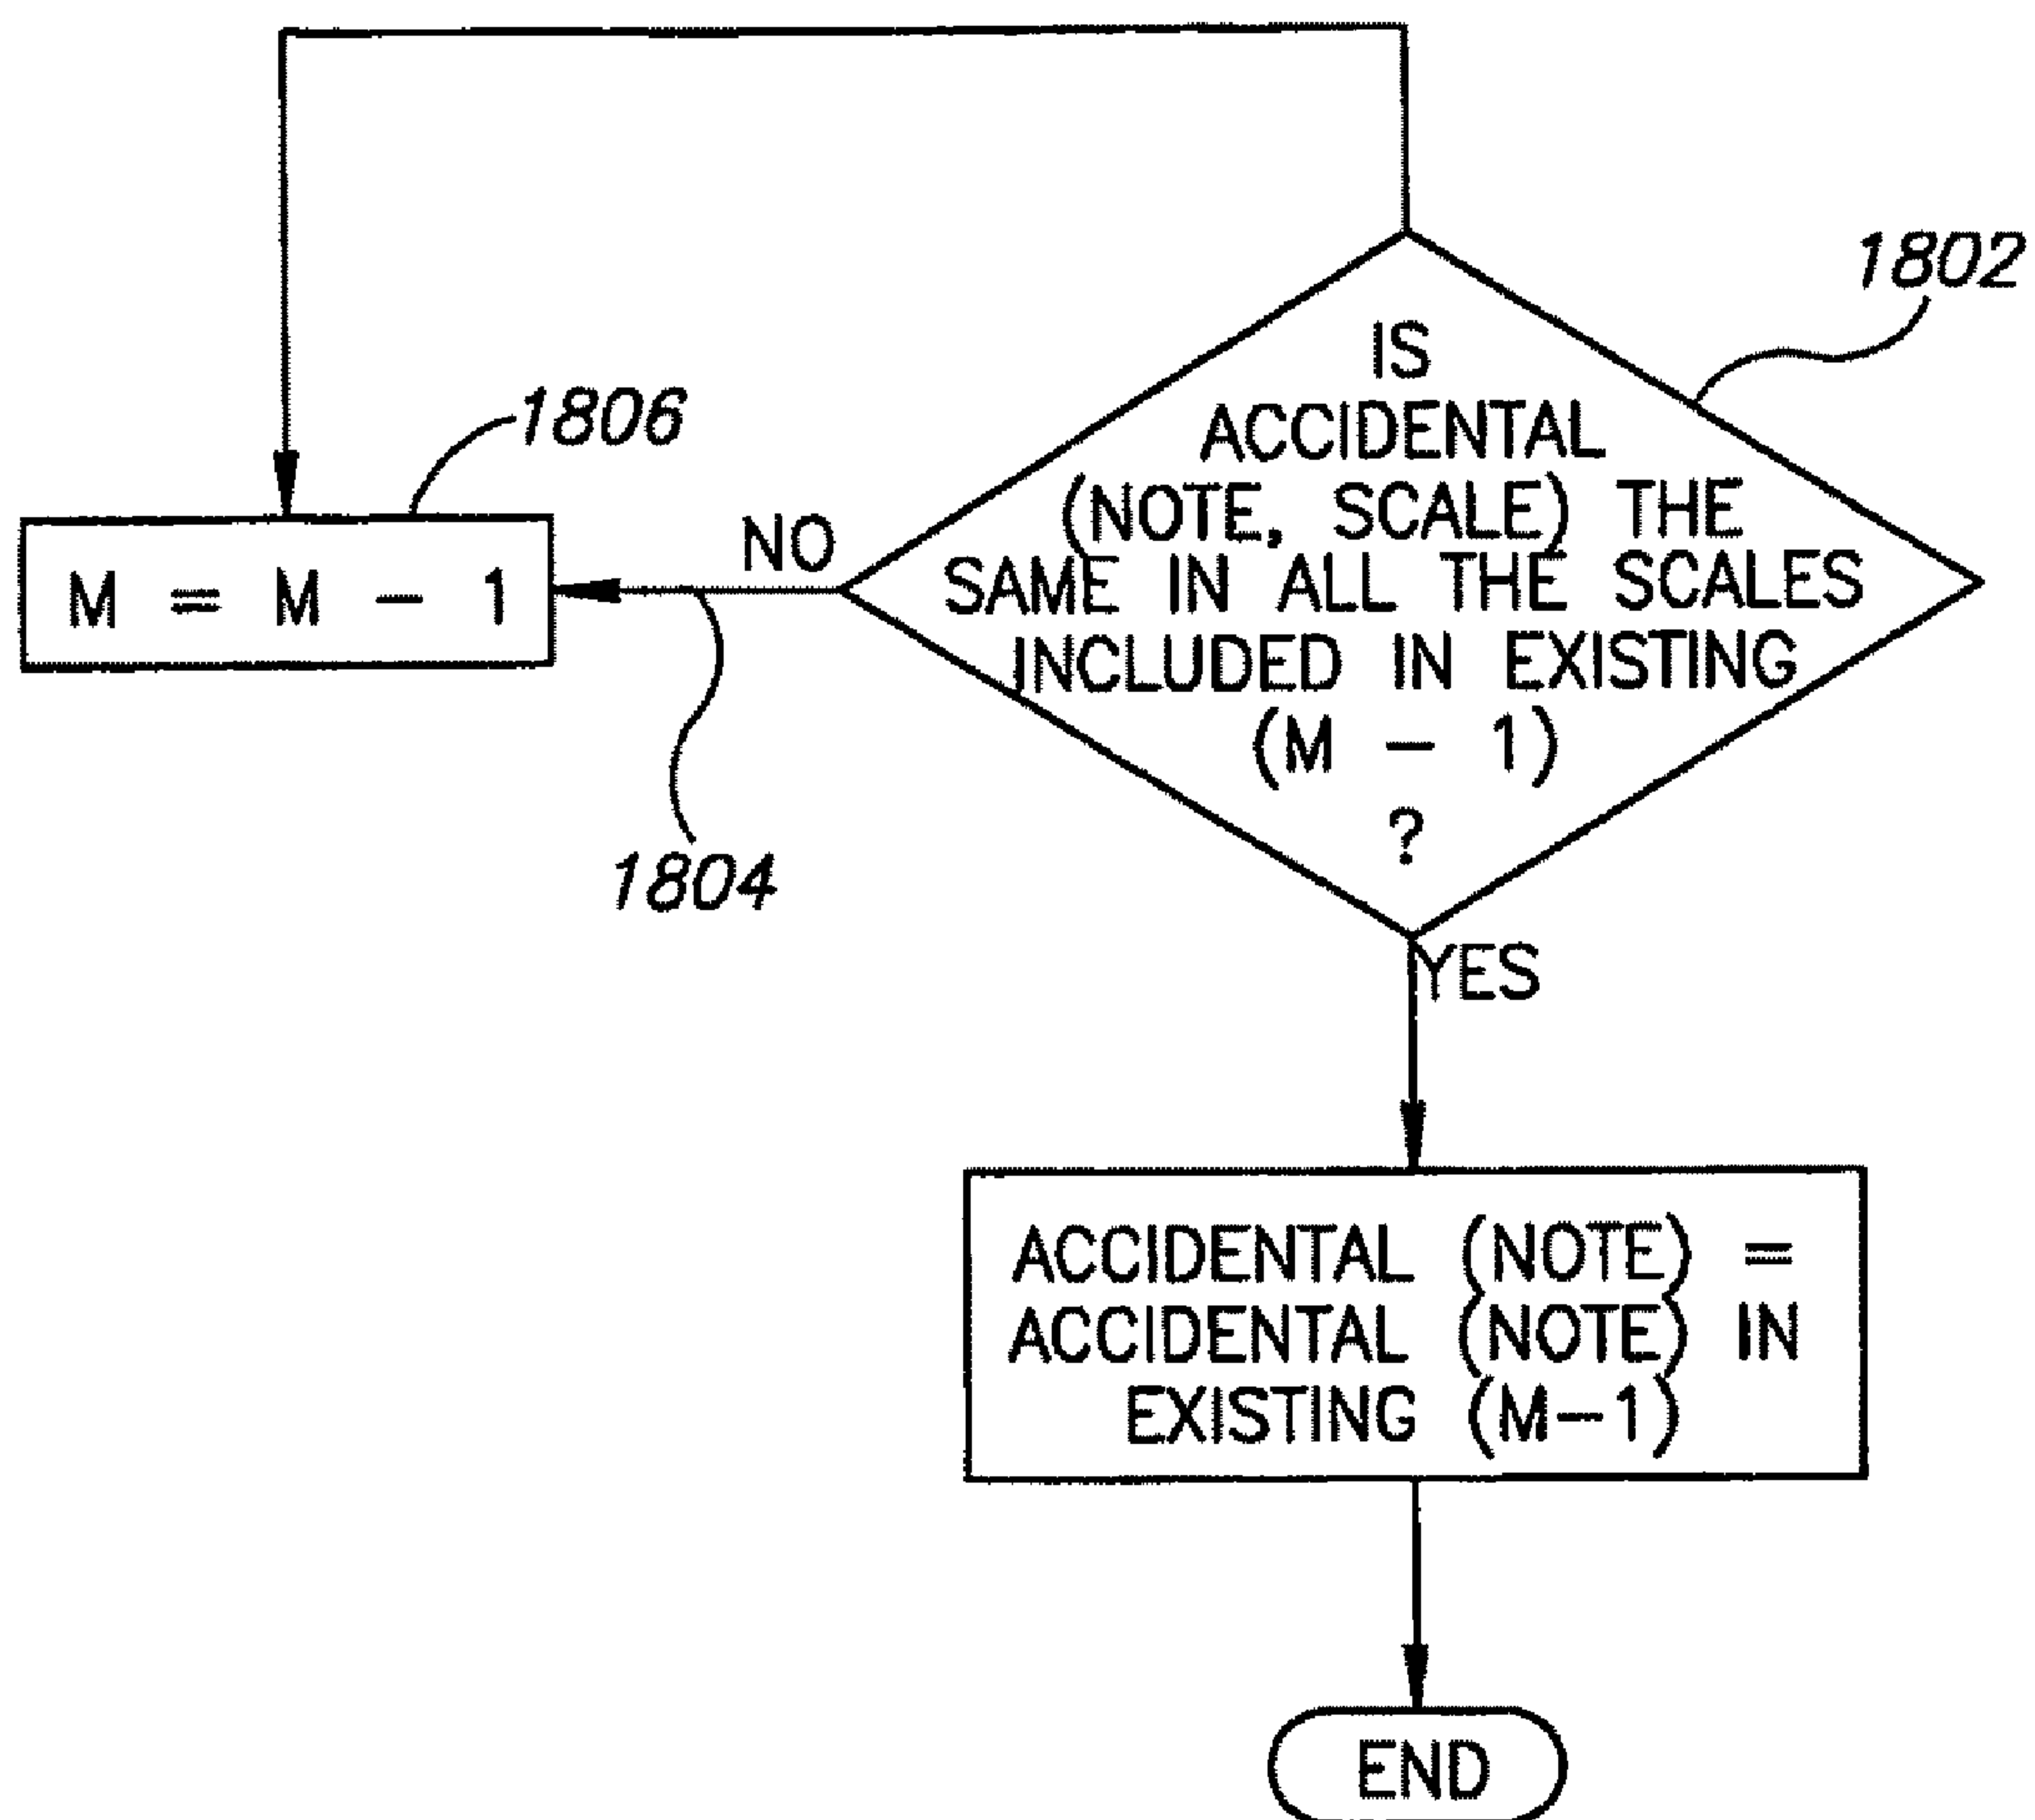 1802
IS
ACCIDENTAL
(NOTE, SCALE) THE
SAME IN ALL THE SCALES
INCLUDED IN EXISTING
(M - 1)
?
1806
M = M - 1
NO
1804
YES
ACCIDENTAL (NOTE) =
ACCIDENTAL (NOTE) IN
EXISTING (M-1)
END